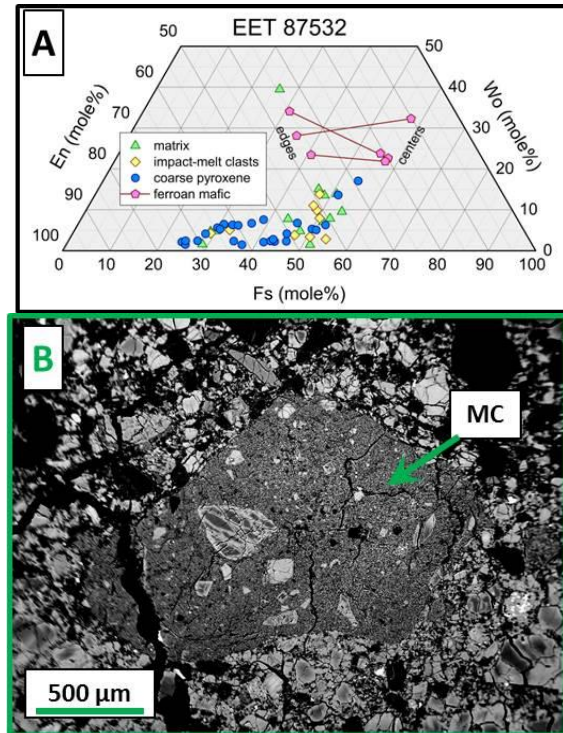 A
EET 87532
50
50
60
40
En (mole%)
Wo (mole%)
70
30
edges
centers
matrix
impact-melt clasts
coarse pyroxene
ferroan mafic
80
20
90
10
100
0
0
10
20
30
40
50
60
70
80
90
100
Fs (mole%)
B
MC
500 µm